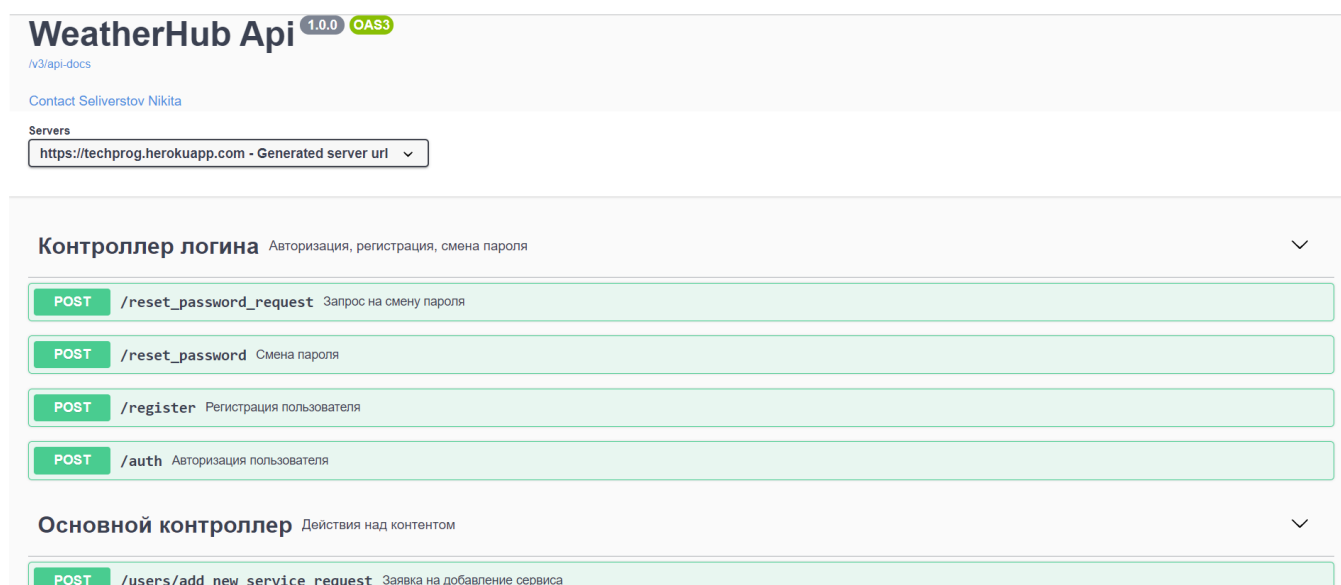 WeatherHub Api 1.0.0 OAS3
/v3/api-docs
Contact Seliverstov Nikita
Servers
https://techprog.herokuapp.com - Generated server url
Контроллер логина Авторизация, регистрация, смена пароля
POST /reset_password_request Запрос на смену пароля
POST /reset_password Смена пароля
POST /register Регистрация пользователя
POST /auth Авторизация пользователя
Основной контроллер Действия над контентом
POST /users/add_new_service_request Заявка на добавление сервиса